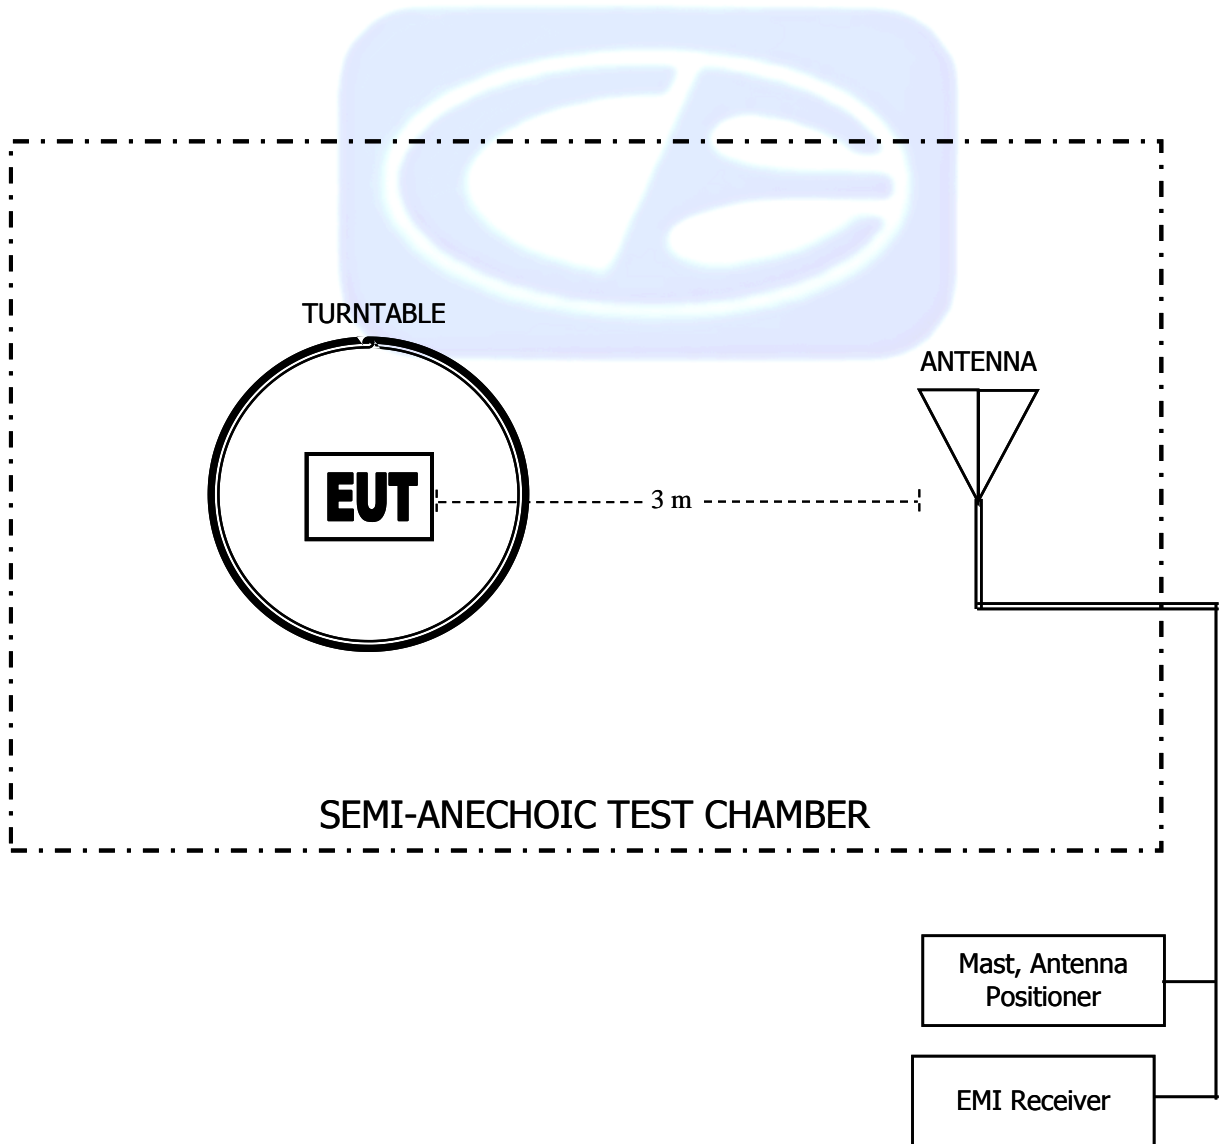 TURNTABLE
ANTENNA
EUT
3 m
SEMI-ANECHOIC TEST CHAMBER
Mast, Antenna
Positioner
EMI Receiver